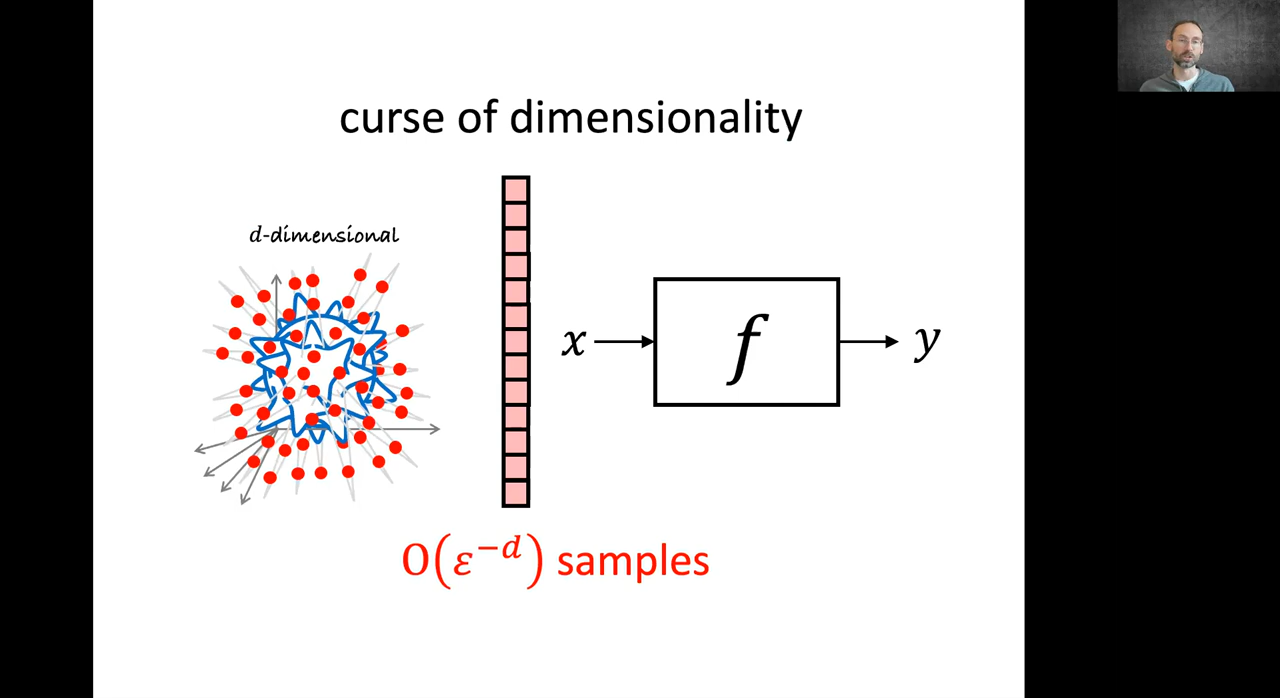 curse of dimensionality
d-dimensional
x
f
y
O(ε⁻ᵈ) samples